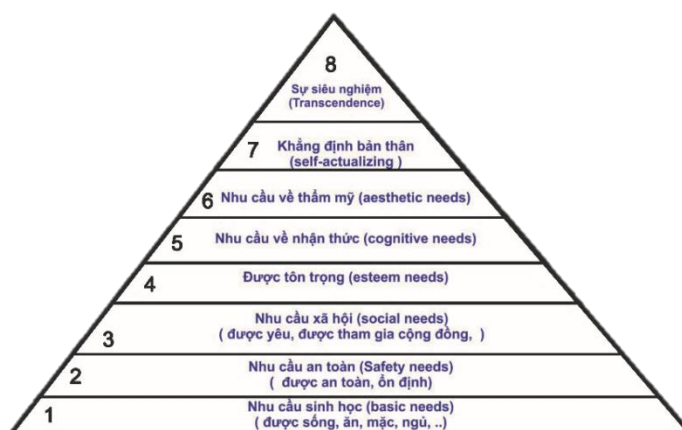 8
Sự siêu nghiệm
(Transcendence)
7
Khẳng định bản thân
(self-actualizing )
6 Nhu cầu về thẩm mỹ (aesthetic needs)
5 Nhu cầu về nhận thức (cognitive needs)
4 Được tôn trọng (esteem needs)
3
Nhu cầu xã hội (social needs)
( được yêu, được tham gia cộng đồng, )
2
Nhu cầu an toàn (Safety needs)
( được an toàn, ổn định)
1
Nhu cầu sinh học (basic needs)
( được sống, ăn, mặc, ngủ, ..)